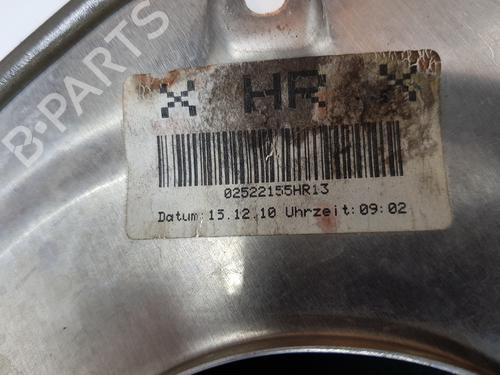 B-PARTS
HR
02522155HR13
Datum:15.12.10 Uhrzeit:09:02